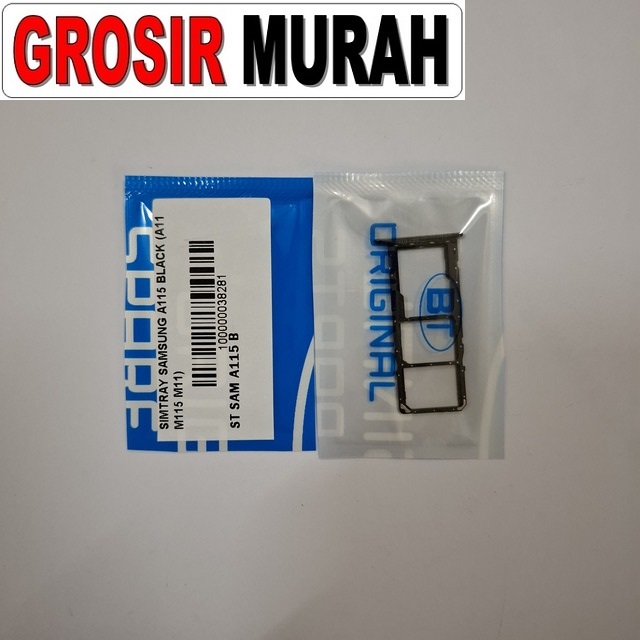 GROSIR MURAH
SIMTRAY SAMSUNG A115 BLACK (A11
M115 M11)
100000038281
ST SAM A115 B
ORIGINAL
BT